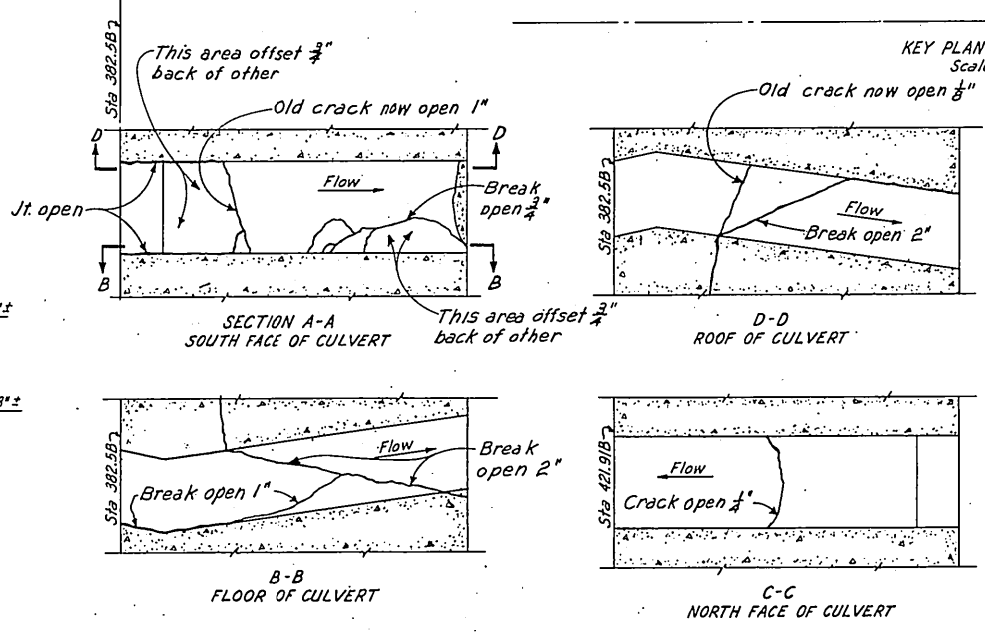 Sta 382.5B
This area offset 3/4"
back of other
KEY PLAN
Scal
Old crack now open 1"
Old crack now open 1/8"
D
D
Flow
Break
open 3/4"
Jt. open
B
B
This area offset 3/4"
back of other
SECTION A-A
SOUTH FACE OF CULVERT
Sta 382.5B
Flow
Break open 2"
D-D
ROOF OF CULVERT
"±
3"±
Sta 382.5B
Flow
Break
open 2"
Break open 1"
B-B
FLOOR OF CULVERT
Sta 421.91B
Flow
Crack open 1/4"
C-C
NORTH FACE OF CULVERT